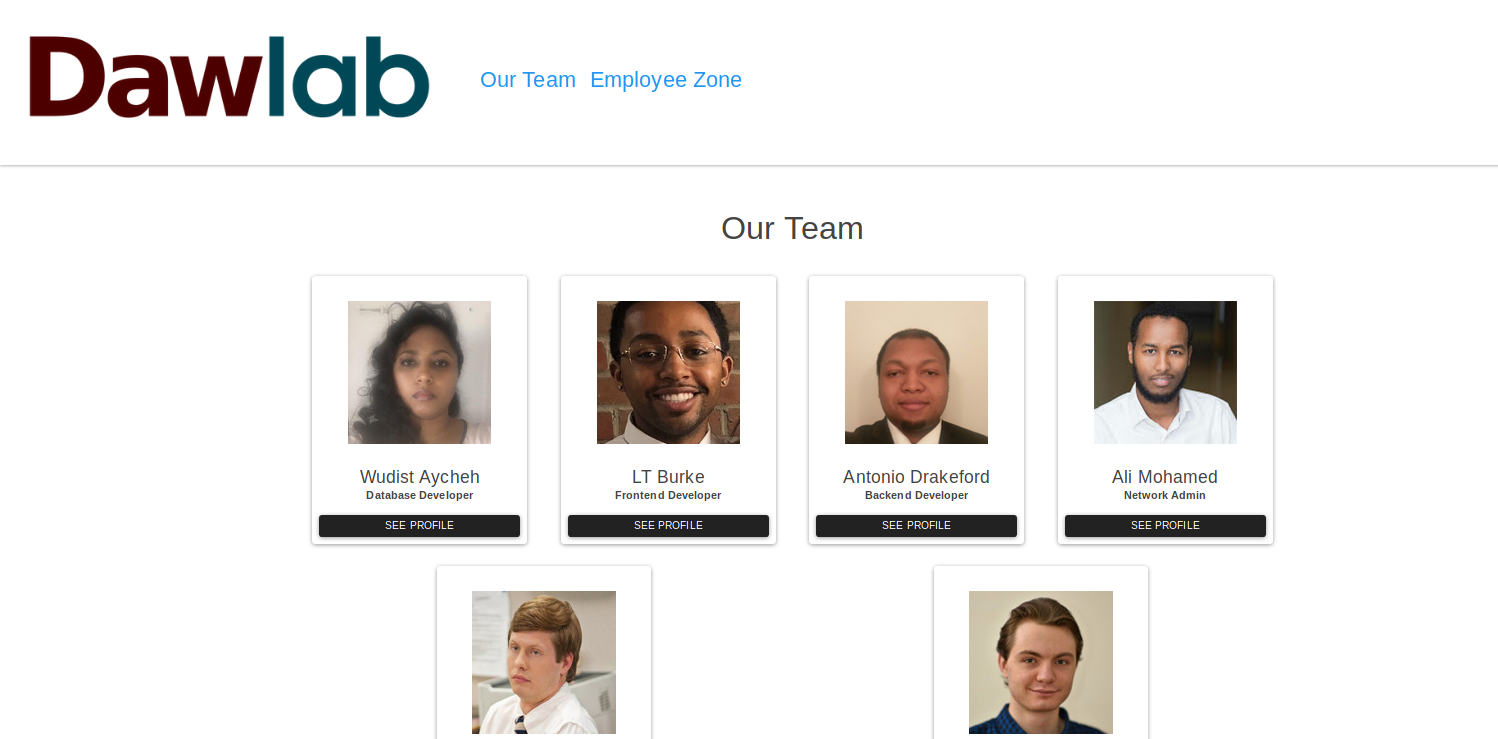 Dawlab
Our Team Employee Zone
Our Team
Wudist Aycheh
Database Developer
SEE PROFILE
LT Burke
Frontend Developer
SEE PROFILE
Antonio Drakeford
Backend Developer
SEE PROFILE
Ali Mohamed
Network Admin
SEE PROFILE